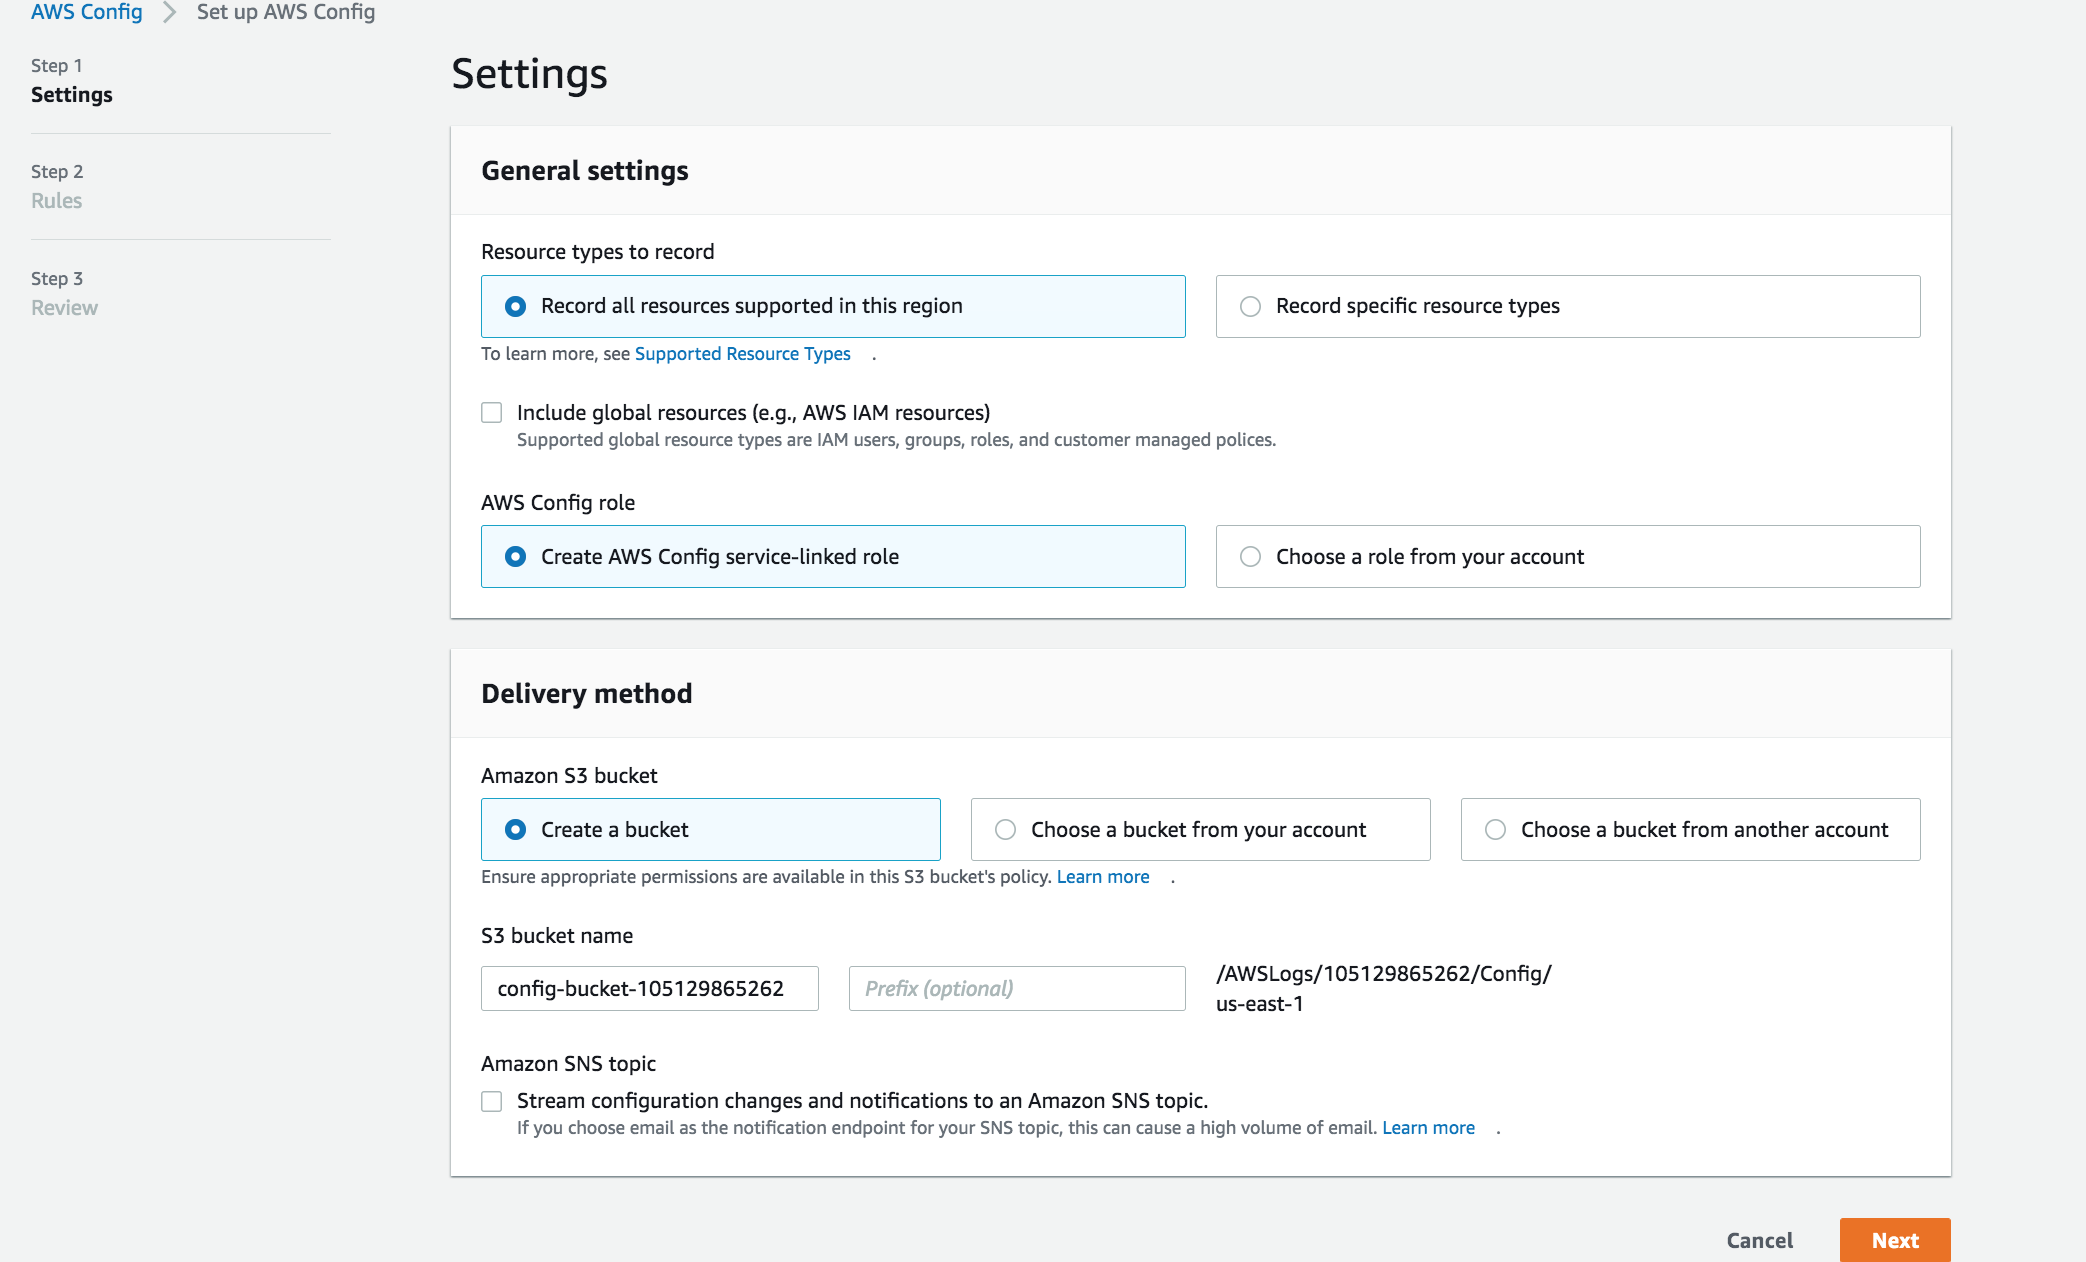 AWS Config
Set up AWS Config
Step 1
Settings
Step 2
Rules
Step 3
Review
Settings
General settings
Resource types to record
Record all resources supported in this region
Record specific resource types
To learn more, see Supported Resource Types .
Include global resources (e.g., AWS IAM resources)
Supported global resource types are IAM users, groups, roles, and customer managed polices.
AWS Config role
Create AWS Config service-linked role
Choose a role from your account
Delivery method
Amazon S3 bucket
Create a bucket
Choose a bucket from your account
Choose a bucket from another account
Ensure appropriate permissions are available in this S3 bucket's policy. Learn more .
S3 bucket name
config-bucket-105129865262
Prefix (optional)
/AWSLogs/105129865262/Config/
us-east-1
Amazon SNS topic
Stream configuration changes and notifications to an Amazon SNS topic.
If you choose email as the notification endpoint for your SNS topic, this can cause a high volume of email. Learn more .
Cancel
Next